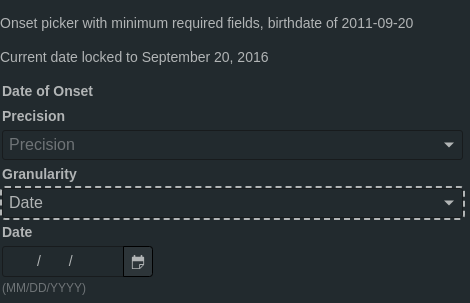 Onset picker with minimum required fields, birthdate of 2011-09-20
Current date locked to September 20, 2016
Date of Onset
Precision
Precision
Granularity
Date
Date
/ /
(MM/DD/YYYY)